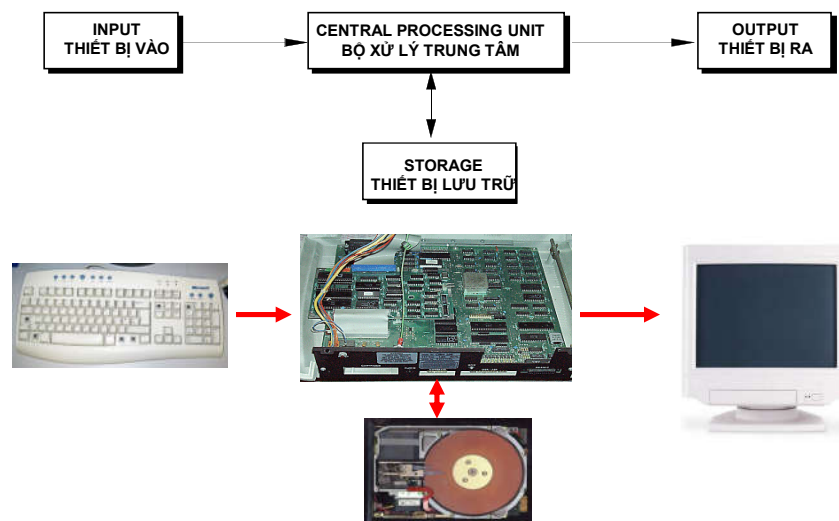 INPUT
THIẾT BỊ VÀO
CENTRAL PROCESSING UNIT
BỘ XỬ LÝ TRUNG TÂM
OUTPUT
THIẾT BỊ RA
STORAGE
THIẾT BỊ LƯU TRỮ